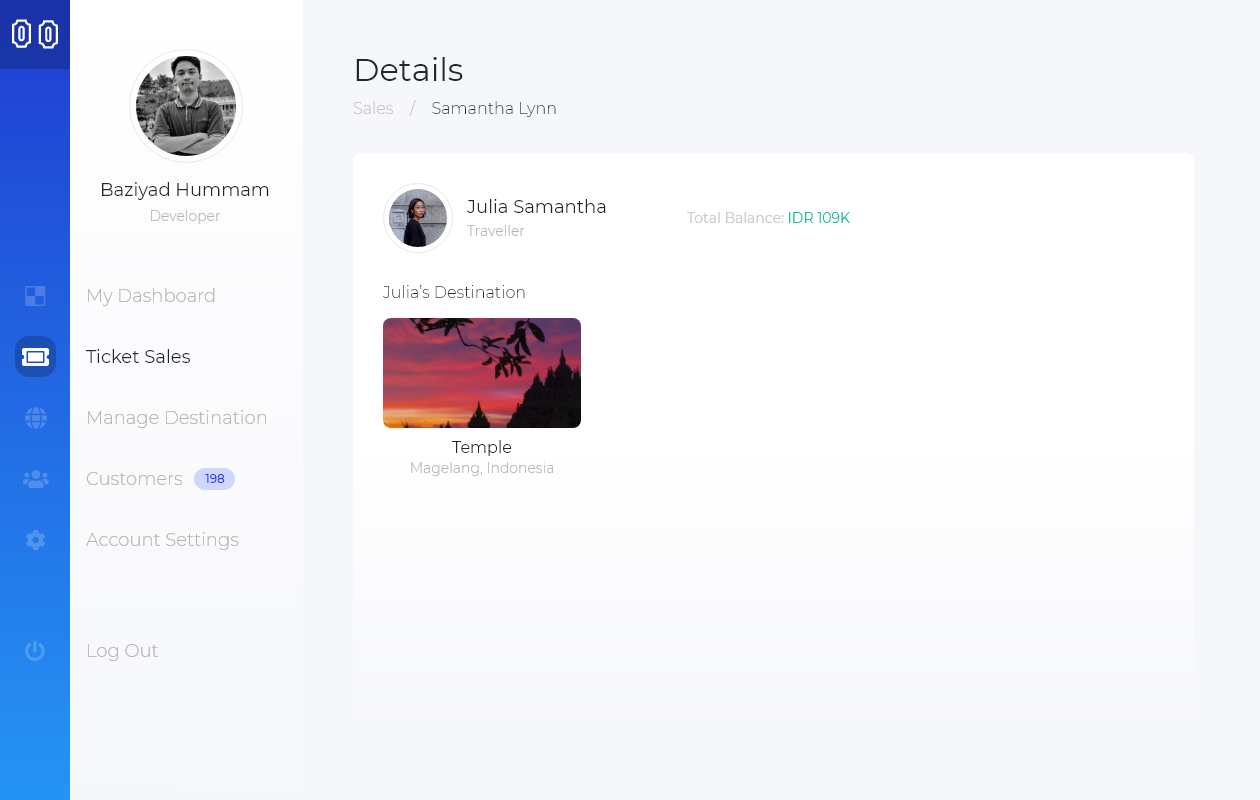 Baziyad Hummam
Developer
My Dashboard
Ticket Sales
Manage Destination
Customers 198
Account Settings
Log Out
Details
Sales / Samantha Lynn
Julia Samantha
Traveller
Total Balance: IDR 109K
Julia’s Destination
Temple
Magelang, Indonesia